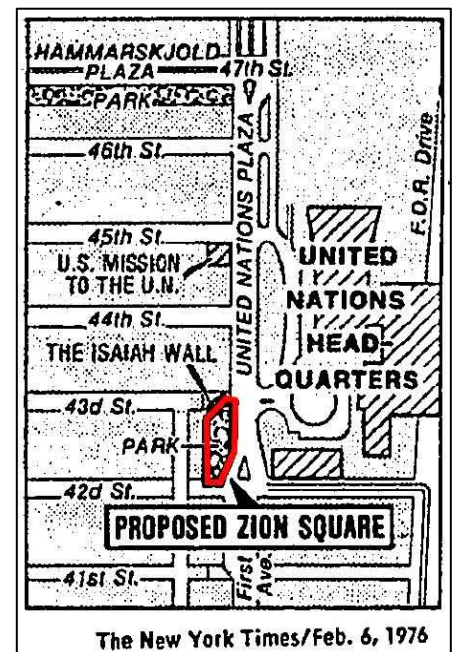 HAMMARSKJOLD
PLAZA
47th St.
PARK
46th St.
UNITED NATIONS PLAZA
F.D.R. Drive
45th St.
U.S. MISSION
TO THE U.N.
UNITED
NATIONS
HEAD-
QUARTERS
44th St.
THE ISAIAH WALL
43d St.
PARK
42d St.
PROPOSED ZION SQUARE
41st St.
First
Ave.
The New York Times/Feb. 6, 1976